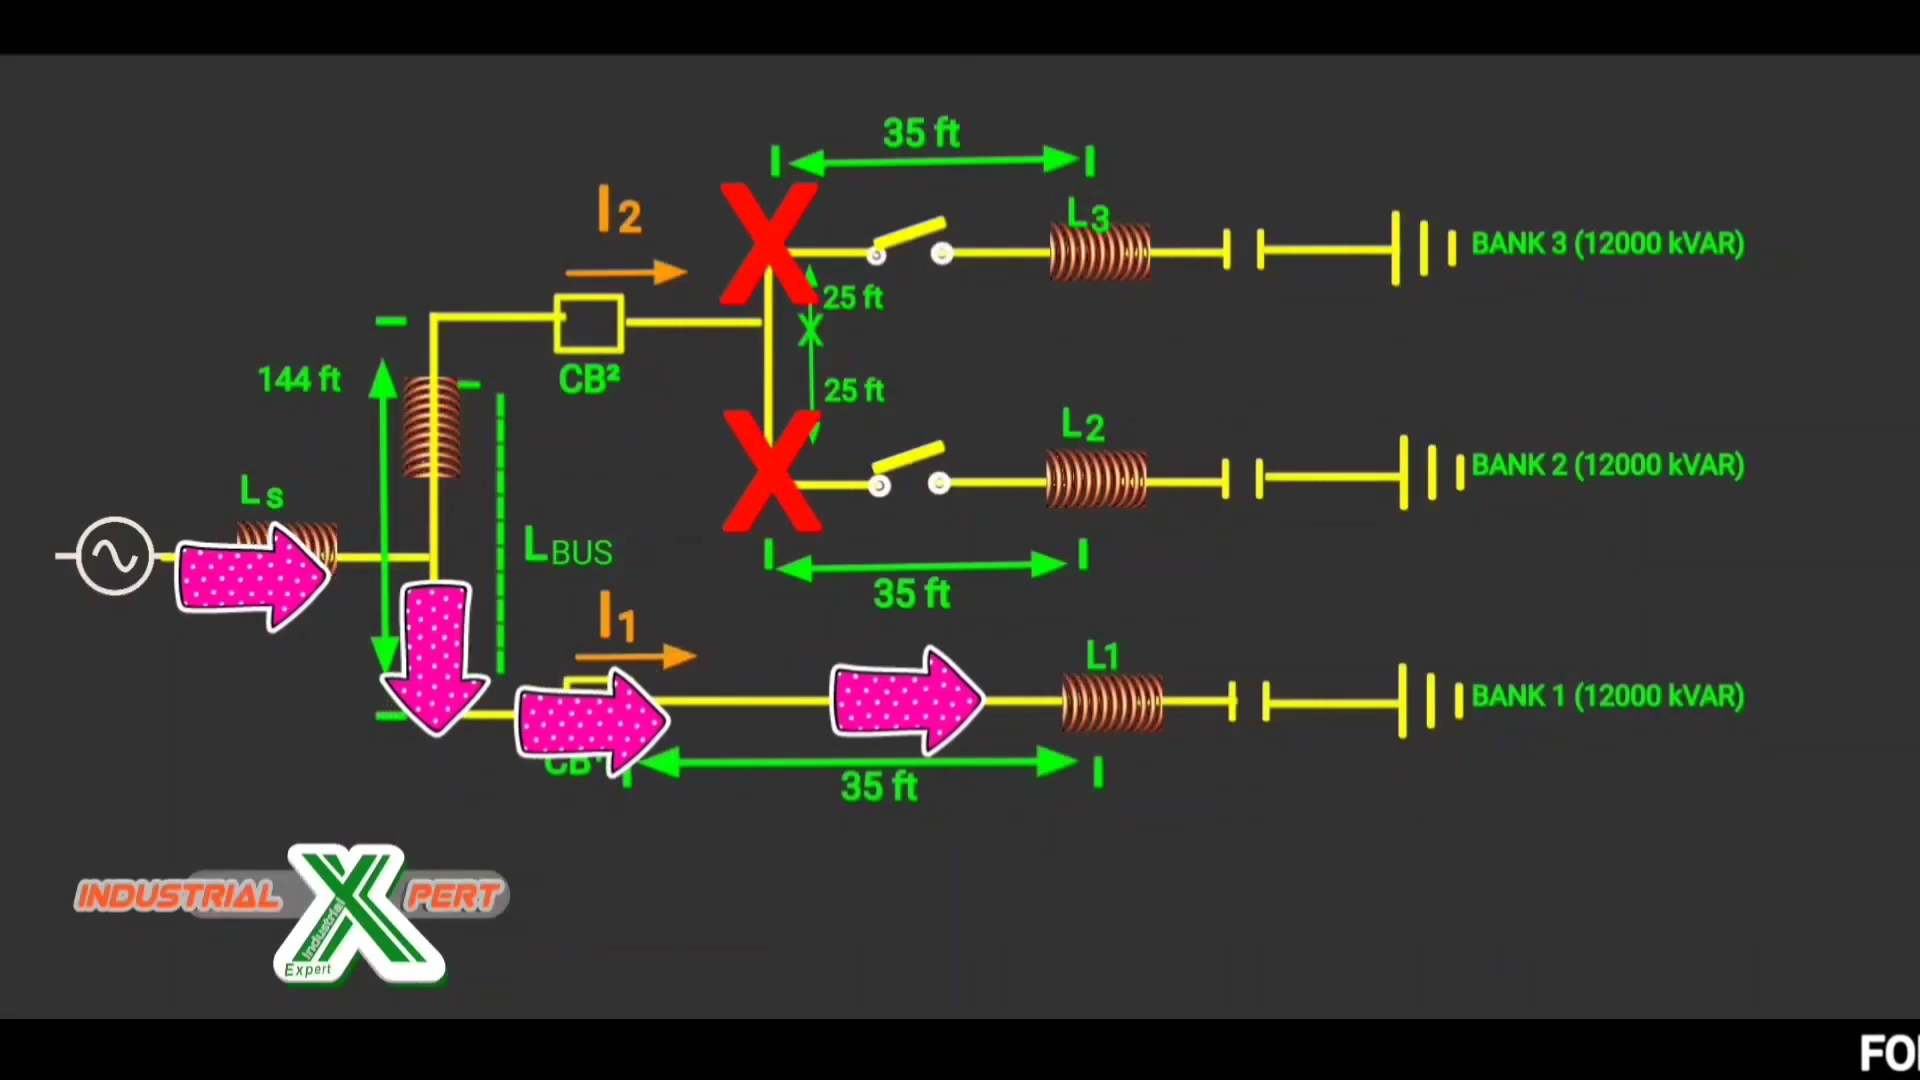 35 ft
I2
L3
BANK 3 (12000 kVAR)
25 ft
X
144 ft
CB²
25 ft
L2
BANK 2 (12000 kVAR)
Ls
LBUS
35 ft
I1
L1
BANK 1 (12000 kVAR)
35 ft
INDUSTRIAL XPERT
Industrial
Expert